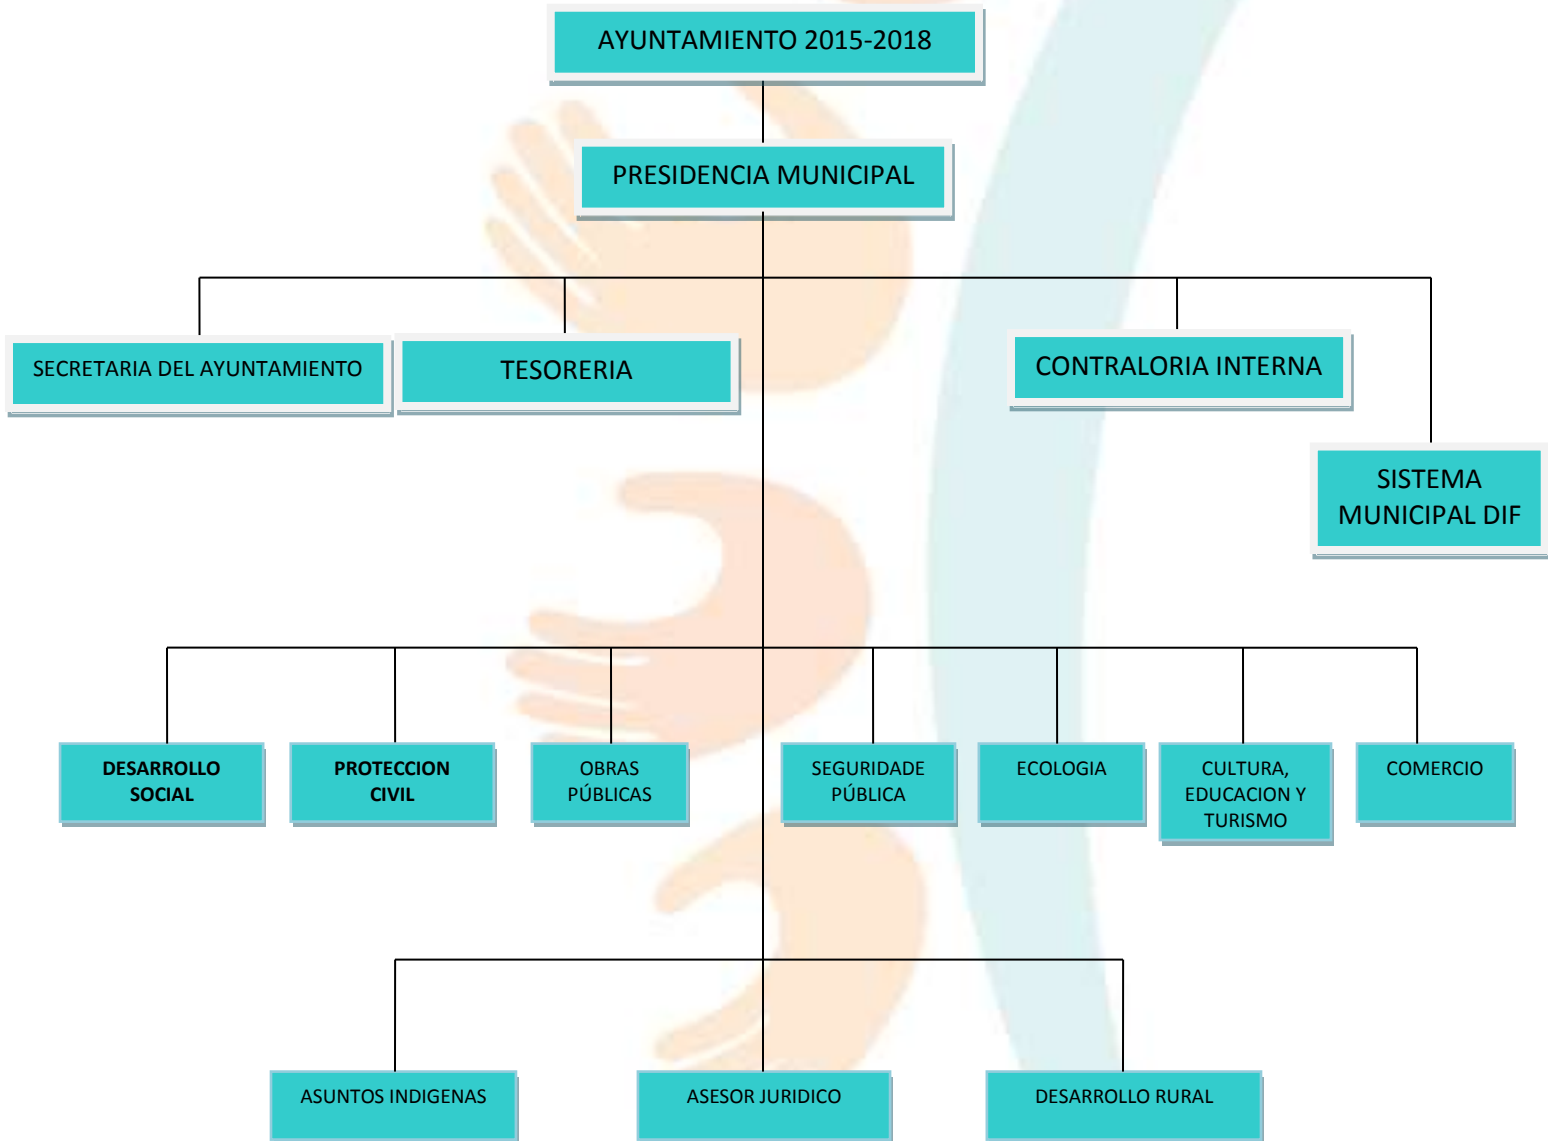 AYUNTAMIENTO 2015-2018
PRESIDENCIA MUNICIPAL
SECRETARIA DEL AYUNTAMIENTO
TESORERIA
CONTRALORIA INTERNA
SISTEMA
MUNICIPAL DIF
DESARROLLO
SOCIAL
PROTECCION
CIVIL
OBRAS
PÚBLICAS
SEGURIDADE
PÚBLICA
ECOLOGIA
CULTURA,
EDUCACION Y
TURISMO
COMERCIO
ASUNTOS INDIGENAS
ASESOR JURIDICO
DESARROLLO RURAL